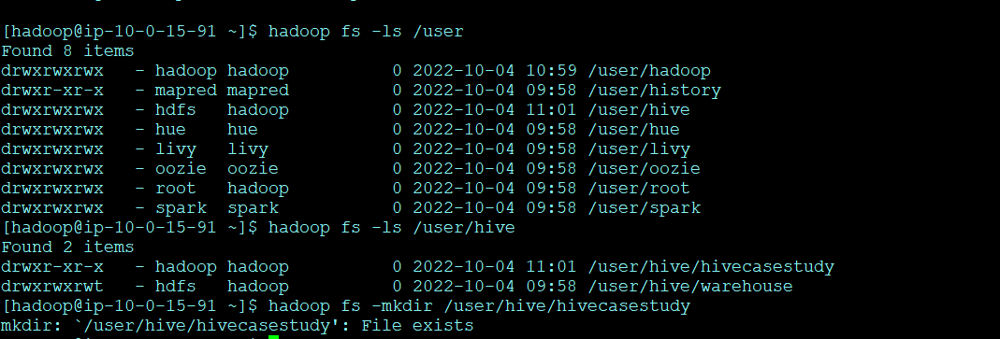 [hadoop@ip-10-0-15-91 ~]$ hadoop fs -ls /user
Found 8 items
drwxrwxrwx   - hadoop hadoop          0 2022-10-04 10:59 /user/hadoop
drwxr-xr-x   - mapred mapred          0 2022-10-04 09:58 /user/history
drwxrwxrwx   - hdfs   hadoop          0 2022-10-04 11:01 /user/hive
drwxrwxrwx   - hue    hue             0 2022-10-04 09:58 /user/hue
drwxrwxrwx   - livy   livy            0 2022-10-04 09:58 /user/livy
drwxrwxrwx   - oozie  oozie           0 2022-10-04 09:58 /user/oozie
drwxrwxrwx   - root   hadoop          0 2022-10-04 09:58 /user/root
drwxrwxrwx   - spark  spark           0 2022-10-04 09:58 /user/spark
[hadoop@ip-10-0-15-91 ~]$ hadoop fs -ls /user/hive
Found 2 items
drwxr-xr-x   - hadoop hadoop          0 2022-10-04 11:01 /user/hive/hivecasestudy
drwxrwxrwt   - hdfs   hadoop          0 2022-10-04 09:58 /user/hive/warehouse
[hadoop@ip-10-0-15-91 ~]$ hadoop fs -mkdir /user/hive/hivecasestudy
mkdir: `/user/hive/hivecasestudy': File exists